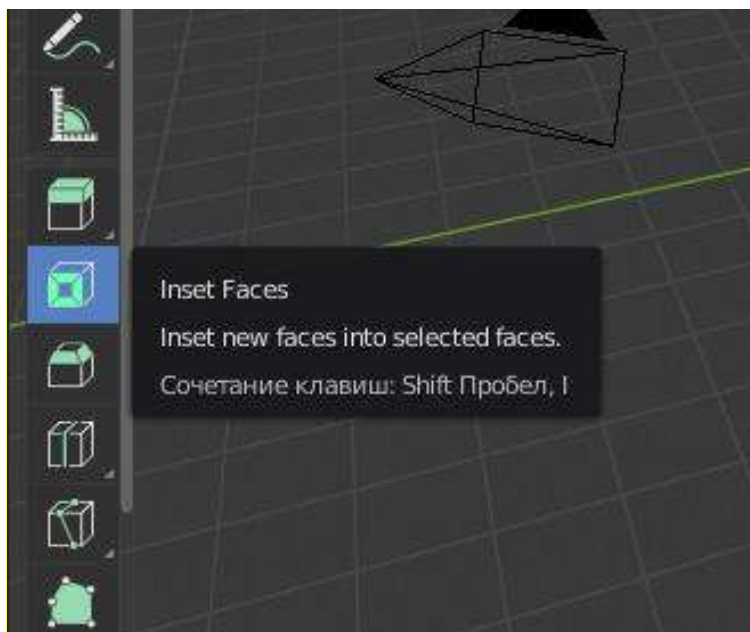 Inset Faces
Inset new faces into selected faces.
Сочетание клавиш: Shift Пробел, I